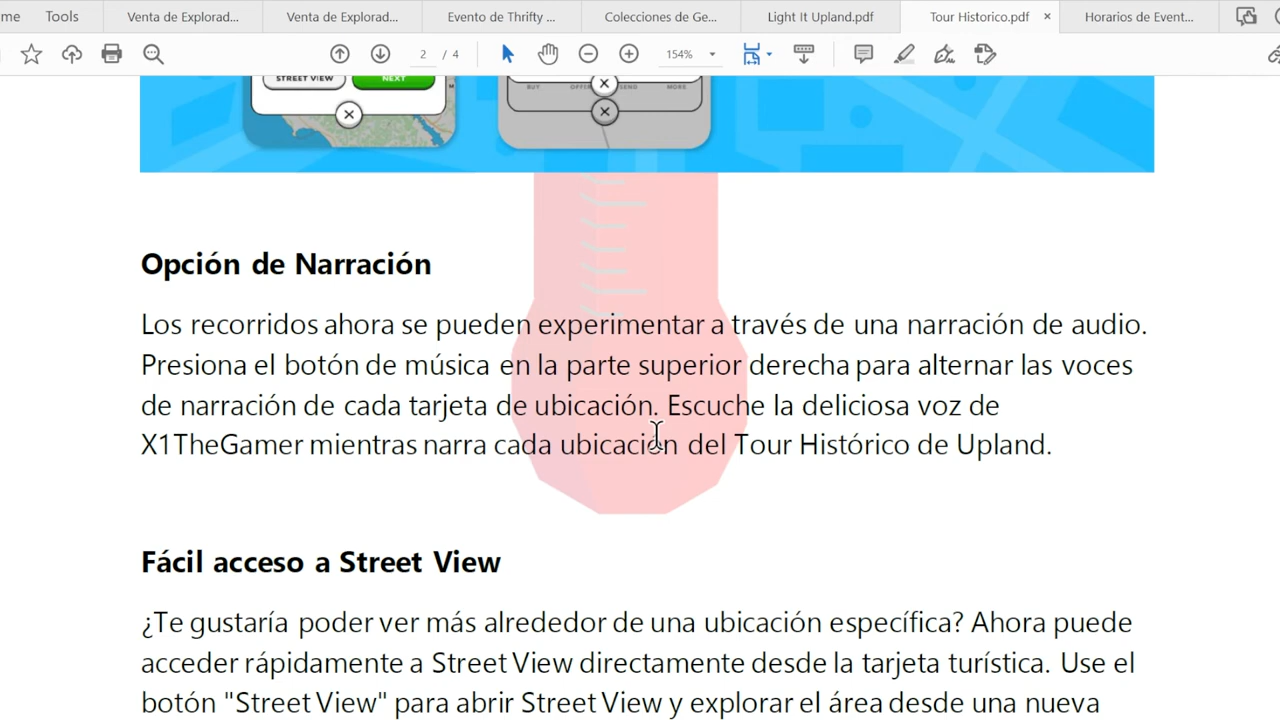 me
Tools
Venta de Explorad...
Venta de Explorad...
Evento de Thrifty ...
Colecciones de Ge...
Light It Upland.pdf
Tour Historico.pdf
×
Horarios de Event...
2 / 4
154%
STREET VIEW
NEXT
BUY
SEND
MORE
Opción de Narración
Los recorridos ahora se pueden experimentar a través de una narración de audio.
Presiona el botón de música en la parte superior derecha para alternar las voces
de narración de cada tarjeta de ubicación. Escuche la deliciosa voz de
X1TheGamer mientras narra cada ubicación del Tour Histórico de Upland.
Fácil acceso a Street View
¿Te gustaría poder ver más alrededor de una ubicación específica? Ahora puede
acceder rápidamente a Street View directamente desde la tarjeta turística. Use el
botón "Street View" para abrir Street View y explorar el área desde una nueva